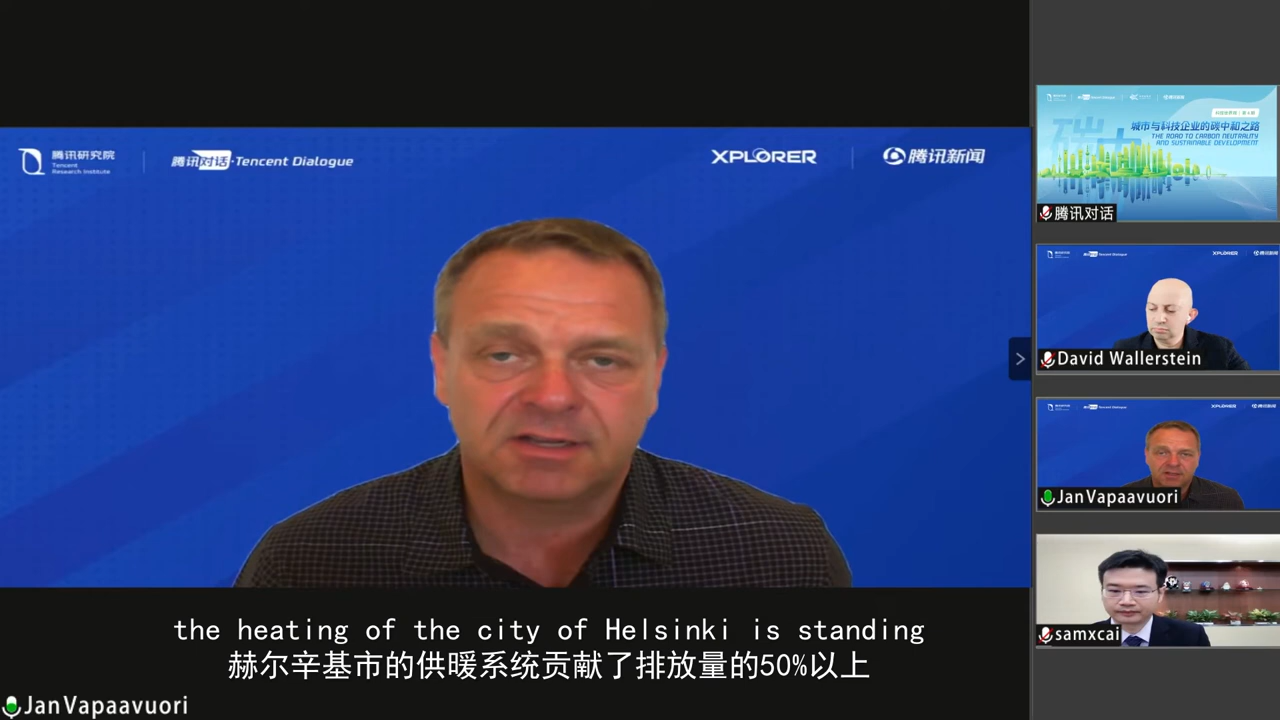 腾讯研究院
Tencent
Research Institute
腾讯对话·Tencent Dialogue
XPLORER
腾讯新闻
the heating of the city of Helsinki is standing
赫尔辛基市的供暖系统贡献了排放量的50%以上
JanVapaavuori
城市与科技企业的碳中和之路
THE ROAD TO CARBON NEUTRALITY
AND SUSTAINABLE DEVELOPMENT
腾讯对话
XPLORER
David Wallerstein
XPLORER
JanVapaavuori
samxcai